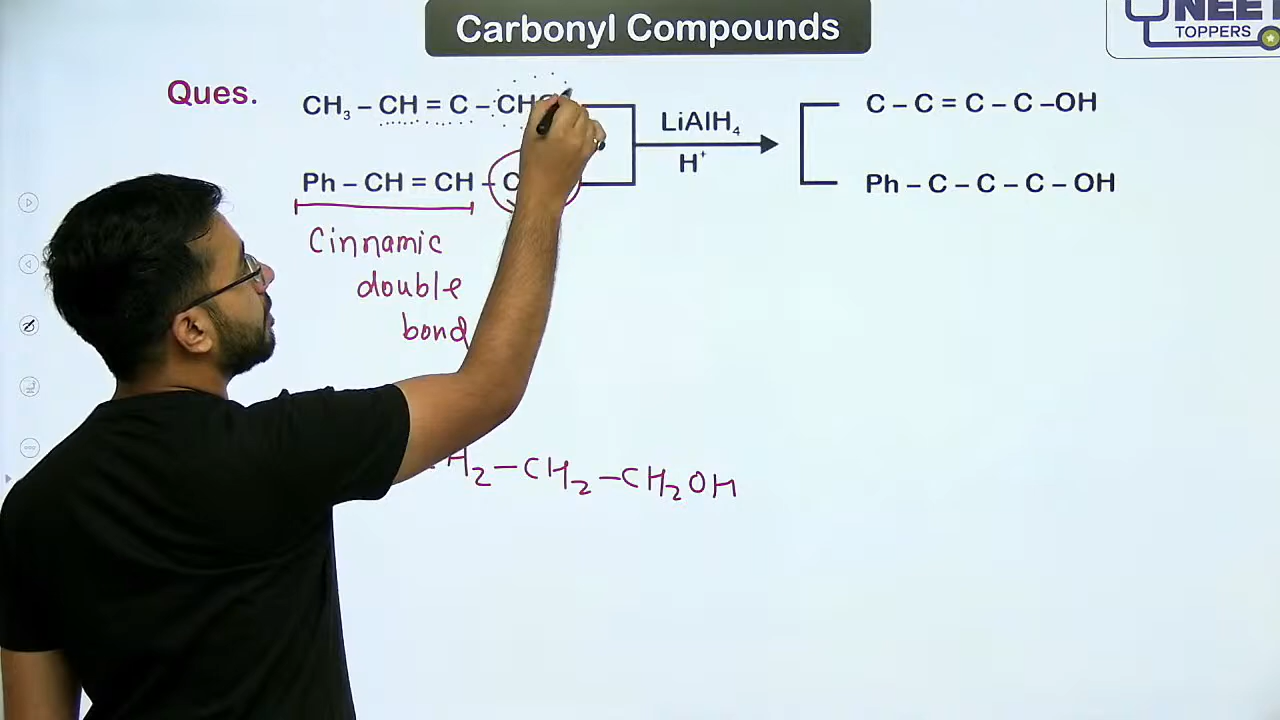 Carbonyl Compounds
NEET
TOPPERS
Ques.
CH₃ – CH = C – CH
LiAlH₄
H⁺
C – C = C – C –OH
Ph – CH = CH – C
Ph – C – C – C – OH
Cinnamic
double
bond
H₂–CH₂–CH₂OH